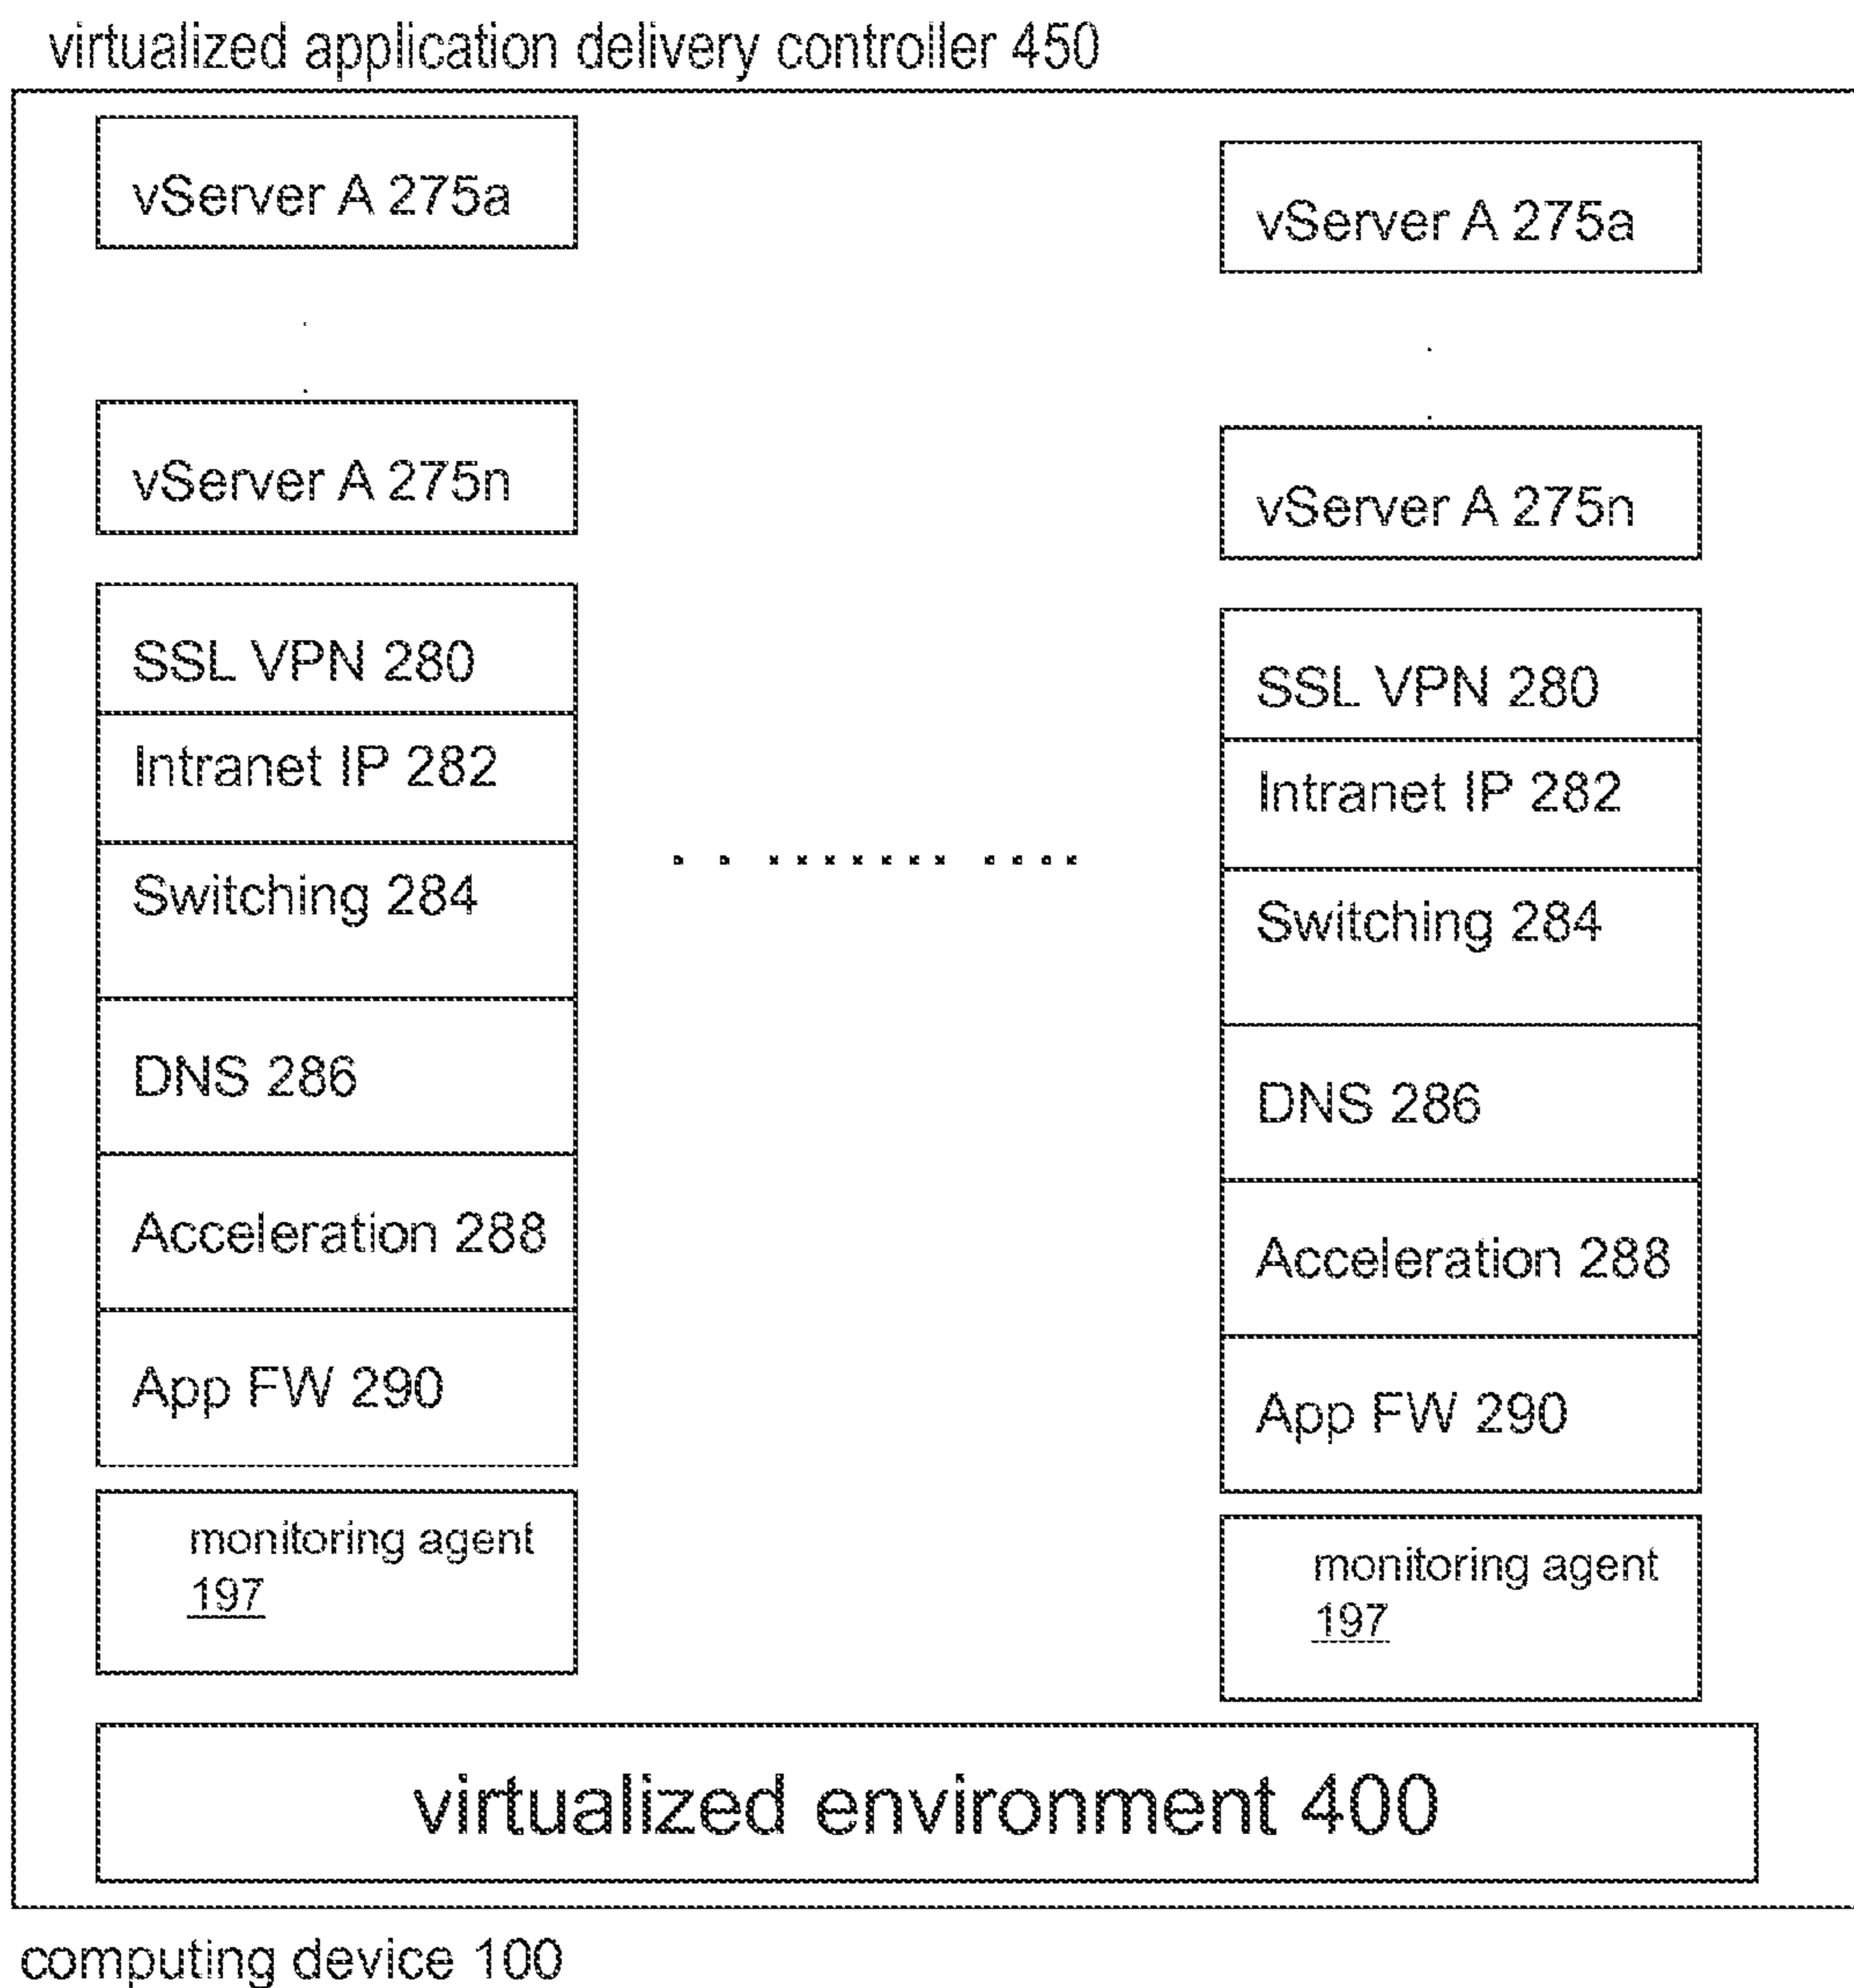 virtualized application delivery controller 450
vServer A 275a
vServer A 275n
SSL VPN 280
Intranet IP 282
Switching 284
DNS 286
Acceleration 288
App FW 290
monitoring agent
197
vServer A 275a
vServer A 275n
SSL VPN 280
Intranet IP 282
Switching 284
DNS 286
Acceleration 288
App FW 290
monitoring agent
197
virtualized environment 400
computing device 100